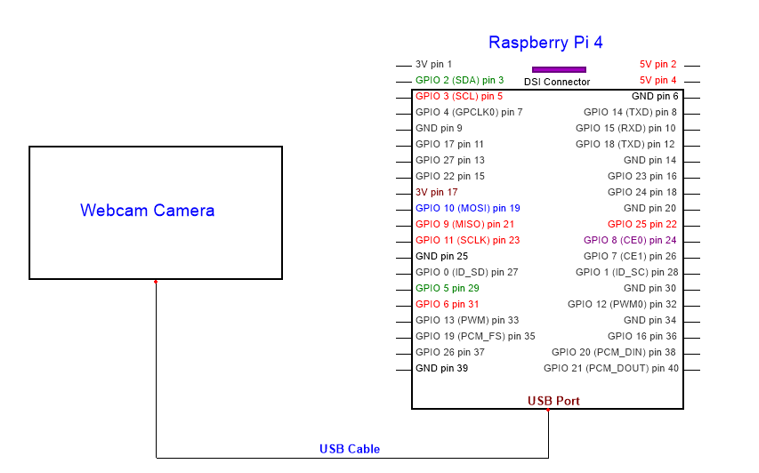 Raspberry Pi 4
3V pin 1
5V pin 2
GPIO 2 (SDA) pin 3
DSI Connector
5V pin 4
GPIO 3 (SCL) pin 5
GND pin 6
GPIO 4 (GPCLK0) pin 7
GPIO 14 (TXD) pin 8
GND pin 9
GPIO 15 (RXD) pin 10
GPIO 17 pin 11
GPIO 18 (TXD) pin 12
GPIO 27 pin 13
GND pin 14
GPIO 22 pin 15
GPIO 23 pin 16
3V pin 17
GPIO 24 pin 18
Webcam Camera
GPIO 10 (MOSI) pin 19
GND pin 20
GPIO 9 (MISO) pin 21
GPIO 25 pin 22
GPIO 11 (SCLK) pin 23
GPIO 8 (CE0) pin 24
GND pin 25
GPIO 7 (CE1) pin 26
GPIO 0 (ID_SD) pin 27
GPIO 1 (ID_SC) pin 28
GPIO 5 pin 29
GND pin 30
GPIO 6 pin 31
GPIO 12 (PWM0) pin 32
GPIO 13 (PWM) pin 33
GND pin 34
GPIO 19 (PCM_FS) pin 35
GPIO 16 pin 36
GPIO 26 pin 37
GPIO 20 (PCM_DIN) pin 38
GND pin 39
GPIO 21 (PCM_DOUT) pin 40
USB Port
USB Cable